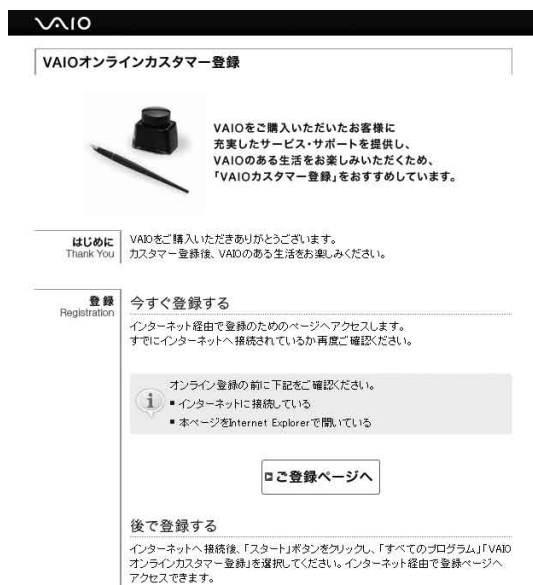 VAIO
VAIOオンラインカスタマー登録
VAIOをご購入いただいたお客様に
充実したサービス・サポートを提供し、
VAIOのある生活をお楽しみいただくため、
「VAIOカスタマー登録」をおすすめしています。
はじめに
Thank You
VAIOをご購入いただきありがとうございます。
カスタマー登録後、VAIOのある生活をお楽しみください。
登録
Registration
今すぐ登録する
インターネット経由で登録のためのページへアクセスします。
すでにインターネットへ接続されているか再度ご確認ください。
オンライン登録の前に下記をご確認ください。
■インターネットに接続している
■本ページをInternet Explorerで開いている
ご登録ページへ
後で登録する
インターネットへ接続後、「スタート」ボタンをクリックし、「すべてのプログラム」「VAIO
オンラインカスタマー登録」を選択してください。インターネット経由で登録ページへ
アクセスできます。